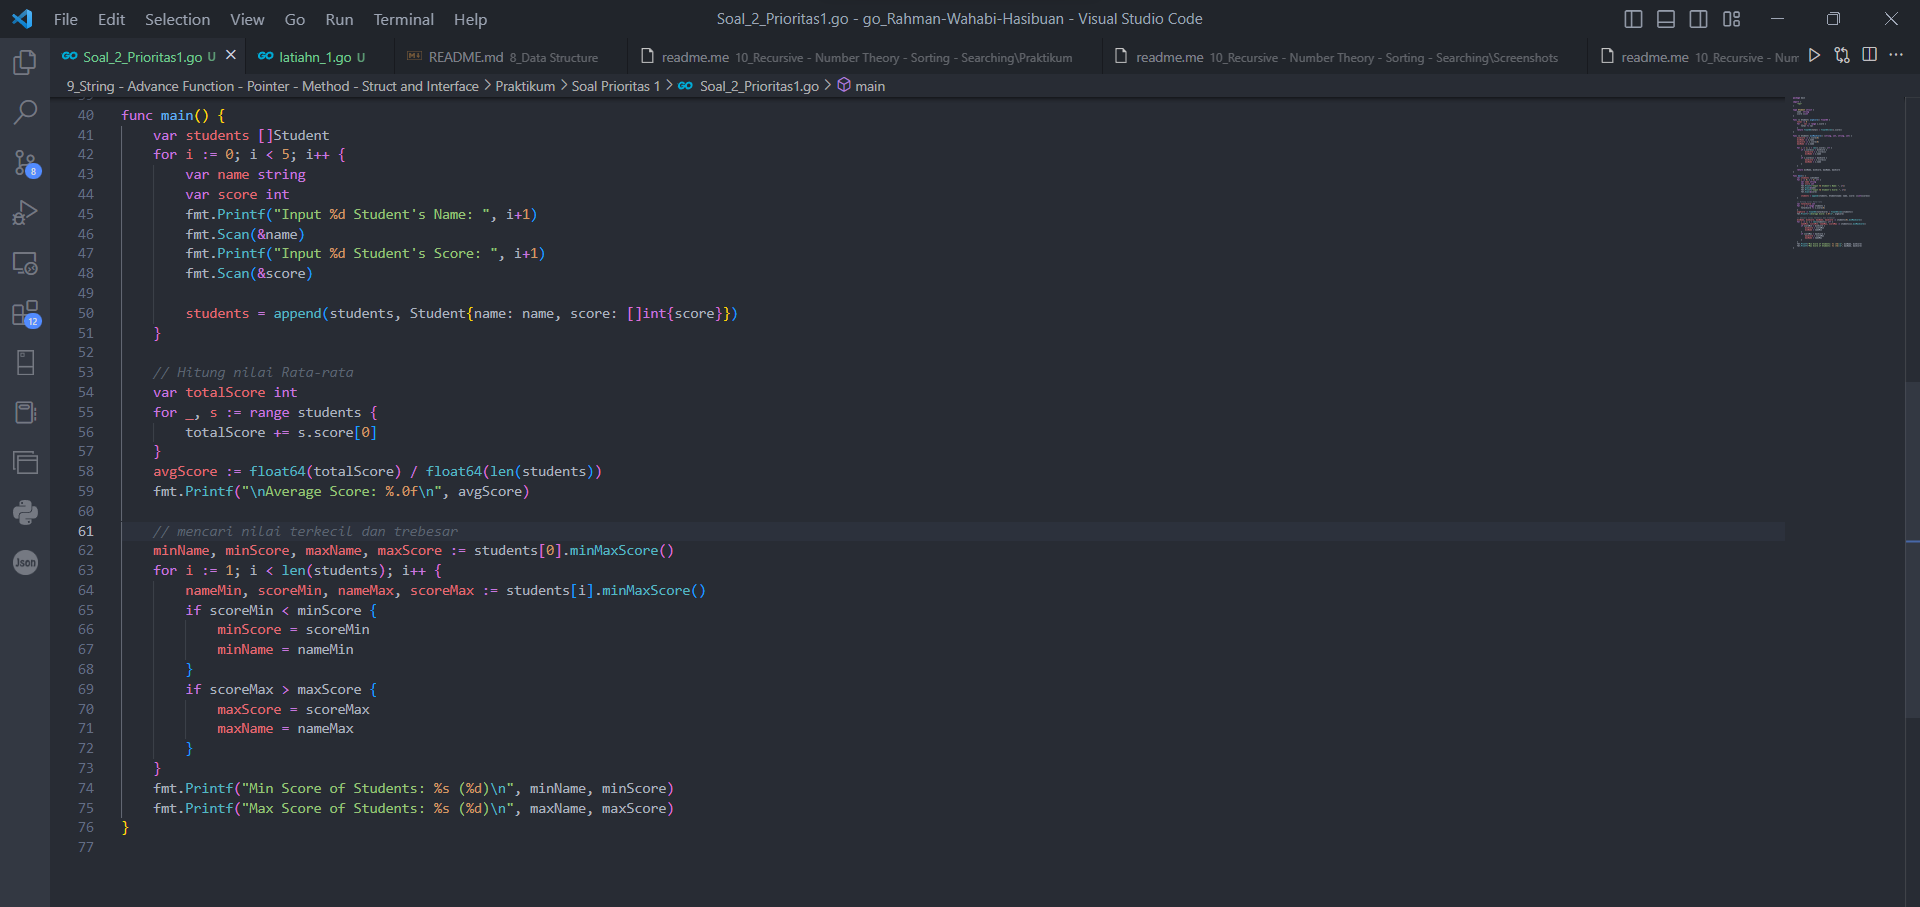 File Edit Selection View Go Run Terminal Help
Soal_2_Prioritas1.go - go_Rahman-Wahabi-Hasibuan - Visual Studio Code
Soal_2_Prioritas1.go U
latiahn_1.go U
README.md 8_Data Structure
readme.me 10_Recursive - Number Theory - Sorting - Searching\Praktikum
readme.me 10_Recursive - Number Theory - Sorting - Searching\Screenshots
readme.me 10_Recursive - Num
9_String - Advance Function - Pointer - Method - Struct and Interface > Praktikum > Soal Prioritas 1 > Soal_2_Prioritas1.go > main
40 func main() {
41 var students []Student
42 for i := 0; i < 5; i++ {
43 var name string
44 var score int
45 fmt.Printf("Input %d Student's Name: ", i+1)
46 fmt.Scan(&name)
47 fmt.Printf("Input %d Student's Score: ", i+1)
48 fmt.Scan(&score)
49
50 students = append(students, Student{name: name, score: []int{score}})
51 }
52
53 // Hitung nilai Rata-rata
54 var totalScore int
55 for _, s := range students {
56 totalScore += s.score[0]
57 }
58 avgScore := float64(totalScore) / float64(len(students))
59 fmt.Printf("\nAverage Score: %.0f\n", avgScore)
60
61 // mencari nilai terkecil dan trebesar
62 minName, minScore, maxName, maxScore := students[0].minMaxScore()
63 for i := 1; i < len(students); i++ {
64 nameMin, scoreMin, nameMax, scoreMax := students[i].minMaxScore()
65 if scoreMin < minScore {
66 minScore = scoreMin
67 minName = nameMin
68 }
69 if scoreMax > maxScore {
70 maxScore = scoreMax
71 maxName = nameMax
72 }
73 }
74 fmt.Printf("Min Score of Students: %s (%d)\n", minName, minScore)
75 fmt.Printf("Max Score of Students: %s (%d)\n", maxName, maxScore)
76 }
77
8
12
Json